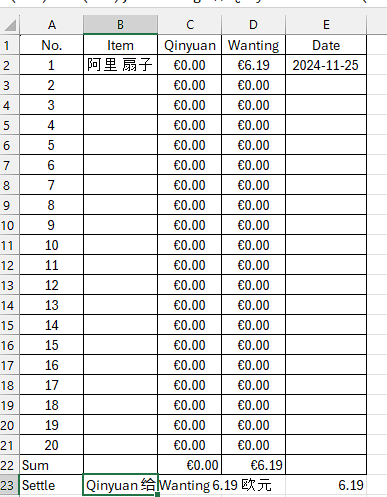 A B C D E
1 No. Item Qinyuan Wanting Date
2 1 阿里 扇子 €0.00 €6.19 2024-11-25
3 2 €0.00 €0.00
4 3 €0.00 €0.00
5 4 €0.00 €0.00
6 5 €0.00 €0.00
7 6 €0.00 €0.00
8 7 €0.00 €0.00
9 8 €0.00 €0.00
10 9 €0.00 €0.00
11 10 €0.00 €0.00
12 11 €0.00 €0.00
13 12 €0.00 €0.00
14 13 €0.00 €0.00
15 14 €0.00 €0.00
16 15 €0.00 €0.00
17 16 €0.00 €0.00
18 17 €0.00 €0.00
19 18 €0.00 €0.00
20 19 €0.00 €0.00
21 20 €0.00 €0.00
22 Sum €0.00 €6.19
23 Settle Qinyuan 给 Wanting 6.19 欧元 6.19